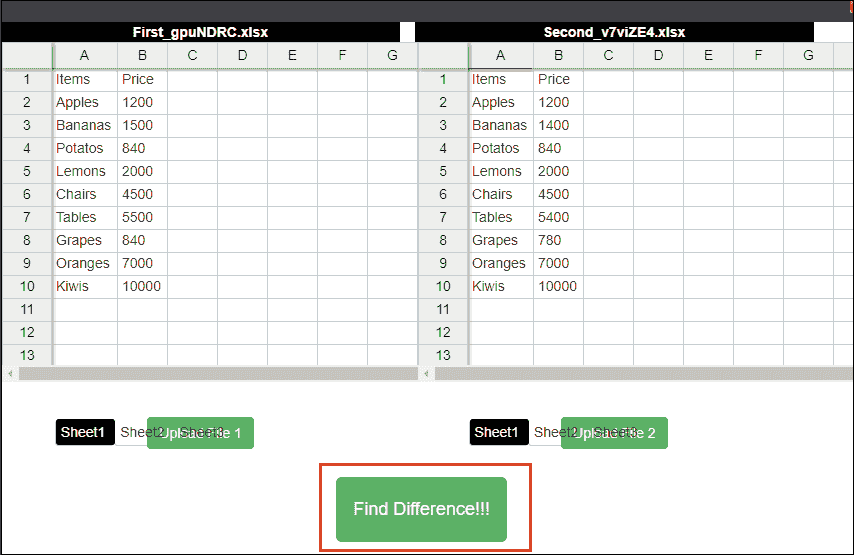 First_gpuNDRC.xlsx Second_v7viZE4.xlsx
A B C D E F G A B C D E F G
1 Items Price 1 Items Price
2 Apples 1200 2 Apples 1200
3 Bananas 1500 3 Bananas 1400
4 Potatos 840 4 Potatos 840
5 Lemons 2000 5 Lemons 2000
6 Chairs 4500 6 Chairs 4500
7 Tables 5500 7 Tables 5400
8 Grapes 840 8 Grapes 780
9 Oranges 7000 9 Oranges 7000
10 Kiwis 10000 10 Kiwis 10000
11 11
12 12
13 13
Sheet1 Sheet2 Sheet3 Upload File 1 Sheet1 Sheet2 Sheet3 Upload File 2
Find Difference!!!